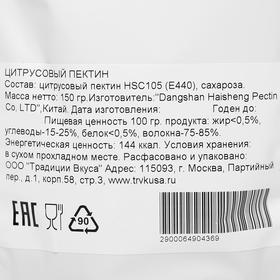 ЦИТРУСОВЫЙ ПЕКТИН
Состав: цитрусовый пектин HSC105 (Е440), сахароза.
Масса нетто: 150 гр.Изготовитель:"Dangshan Haisheng Pectin
Co, LTD",Китай. Дата изготовления: Годен до:
Пищевая ценность 100 гр. продукта: жир<0,5%,
углеводы-15-25%, белок<0,5%, волокна-75-85%.
Энергетическая ценность: 144 ккал. Условия хранения:
в сухом прохладном месте. Расфасовано и упаковано:
ООО "Традиции Вкуса" Адрес: 115093, г. Москва, Партийный
пер., д.1, корп.58, стр.3, www.trvkusa.ru
EAC
90
2900064904369